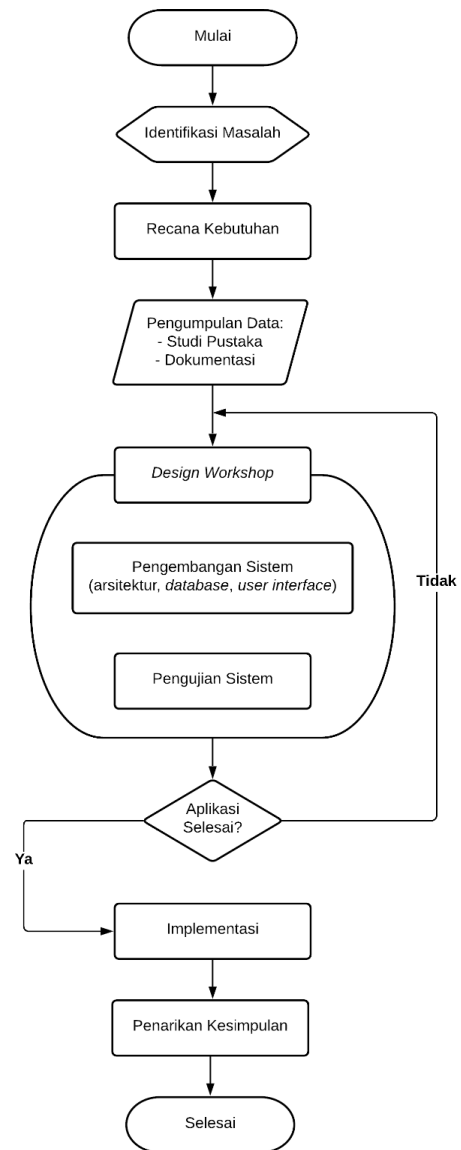 Mulai
Identifikasi Masalah
Recana Kebutuhan
Pengumpulan Data:
- Studi Pustaka
- Dokumentasi
Design Workshop
Pengembangan Sistem
(arsitektur, database, user interface)
Tidak
Pengujian Sistem
Aplikasi
Selesai?
Ya
Implementasi
Penarikan Kesimpulan
Selesai